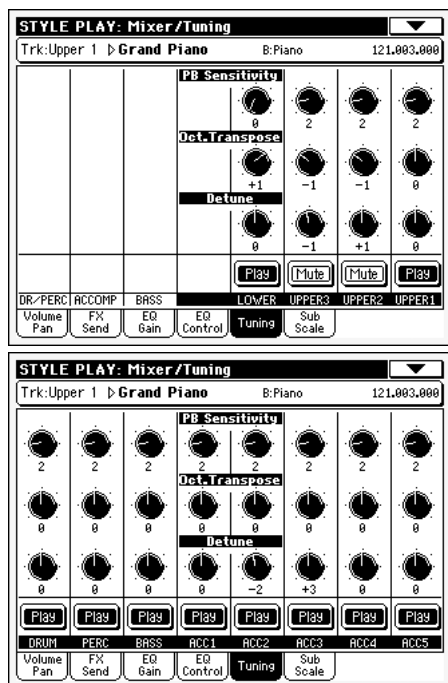 STYLE PLAY: Mixer/Tuning
Trk:Upper 1 ▷Grand Piano B:Piano 121.003.000
PB Sensitivity
0 2 2 2
Oct.Transpose
+1 -1 -1 0
Detune
0 -1 +1 0
Play Mute Mute Play
DR/PERC ACCOMP BASS LOWER UPPER3 UPPER2 UPPER1
Volume Pan FX Send EQ Gain EQ Control Tuning Sub Scale
STYLE PLAY: Mixer/Tuning
Trk:Upper 1 ▷Grand Piano B:Piano 121.003.000
PB Sensitivity
2 2 2 2 2 2 2 2
Oct.Transpose
0 0 0 0 0 0 0 0
Detune
0 0 0 0 -2 +3 0 0
Play Play Play Play Play Play Play Play
DRUM PERC BASS ACC1 ACC2 ACC3 ACC4 ACC5
Volume Pan FX Send EQ Gain EQ Control Tuning Sub Scale